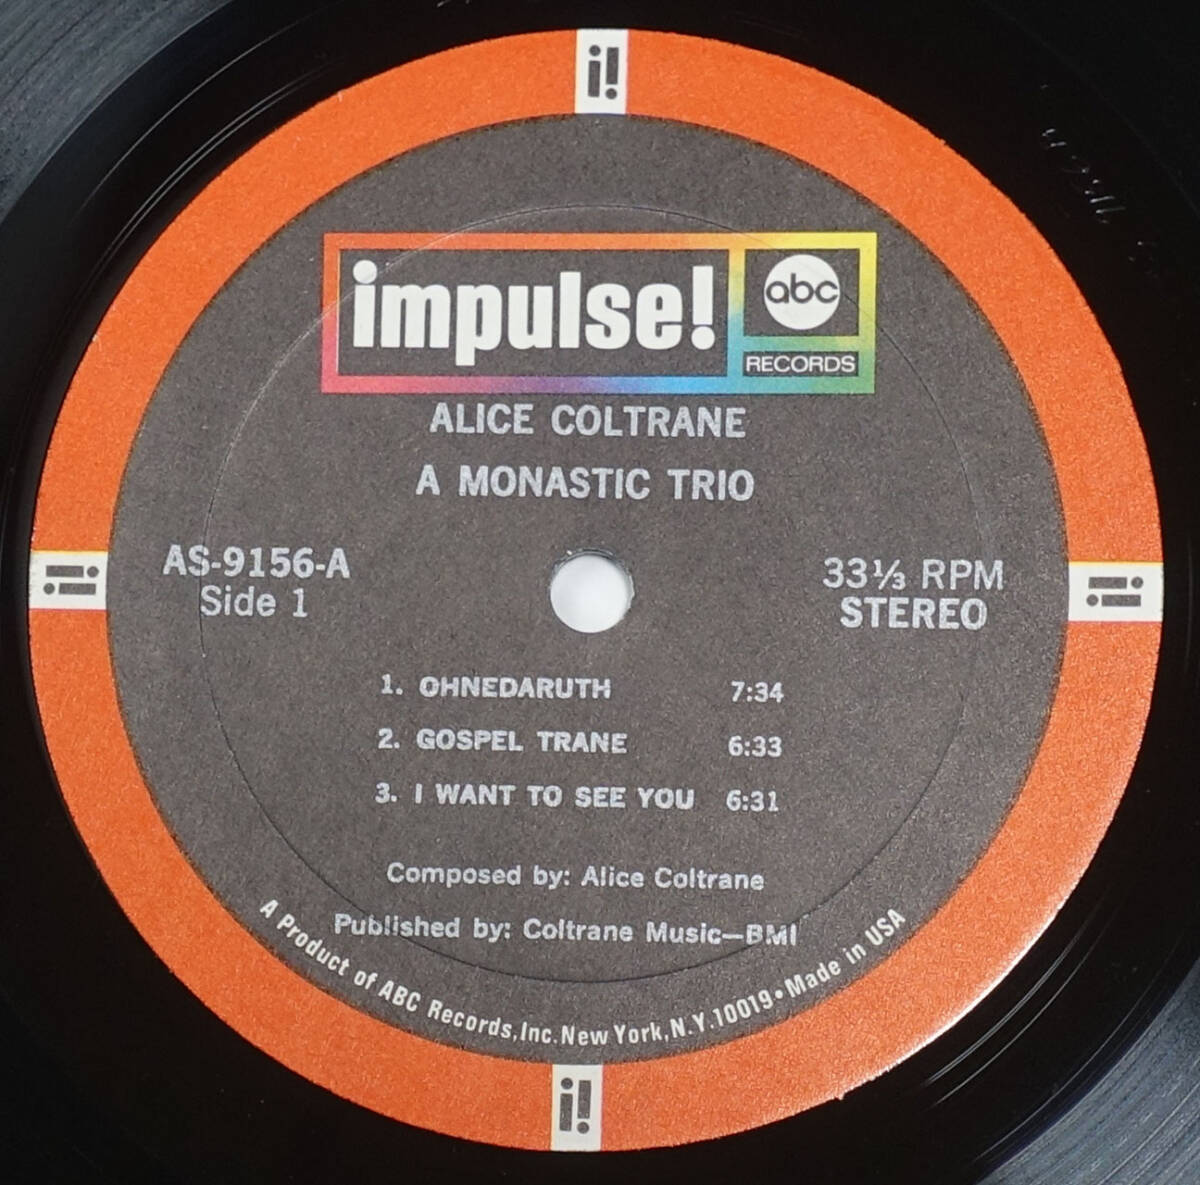 i!
impulse!
abc
RECORDS
ALICE COLTRANE
A MONASTIC TRIO
AS-9156-A
Side 1
33⅓ RPM
STEREO
i!
i!
1. OHNEDARUTH 7:34
2. GOSPEL TRANE 6:33
3. I WANT TO SEE YOU 6:31
Composed by: Alice Coltrane
Published by: Coltrane Music—BMI
A Product of ABC Records, Inc. New York, N.Y. 10019 • Made in USA
i!